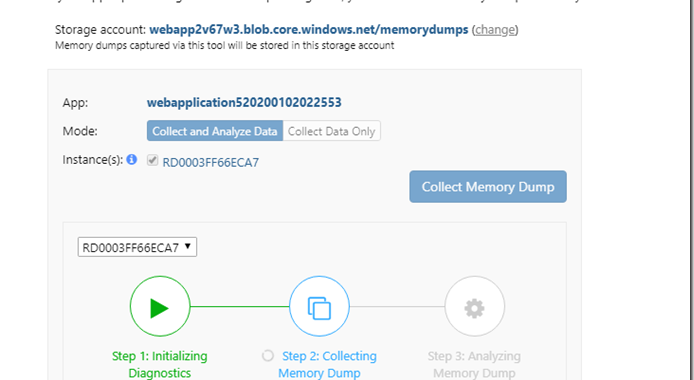 Storage account: webapp2v67w3.blob.core.windows.net/memorydumps (change)
Memory dumps captured via this tool will be stored in this storage account
App: webapplication520200102022553
Mode: Collect and Analyze Data Collect Data Only
Instance(s): RD0003FF66ECA7
Collect Memory Dump
RD0003FF66ECA7
Step 1: Initializing
Diagnostics
Step 2: Collecting
Memory Dump
Step 3: Analyzing
Memory Dump